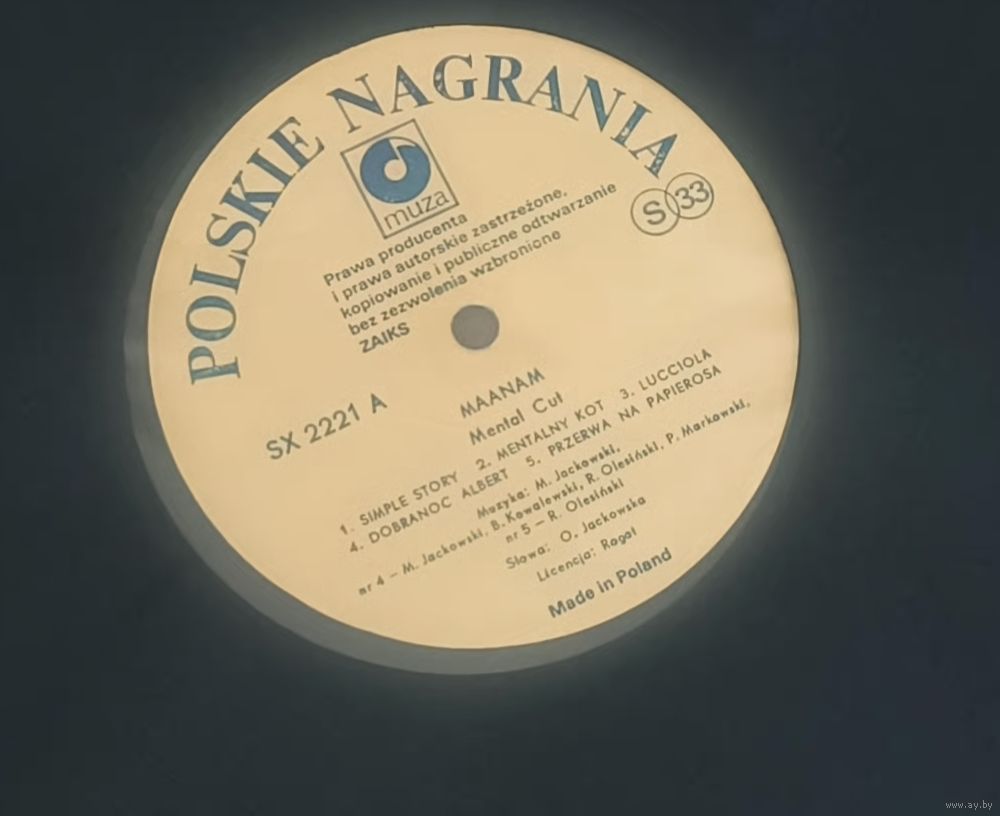 POLSKIE NAGRANIA
muza
S 33
Prawa producenta
i prawa autorskie zastrzeżone,
kopiowanie i publiczne odtwarzanie
bez zezwolenia wzbronione
ZAIKS
SX 2221 A
MAANAM
Mental Cut
1. SIMPLE STORY 2. MENTALNY KOT 3. LUCCIOLA
4. DOBRANOC ALBERT 5. PRZERWA NA PAPIEROSA
Muzyka: M. Jackowski,
nr 4 – M. Jackowski, B. Kowalewski, R. Olesiński, P. Markowski,
nr 5 – R. Olesiński
Słowa: O. Jackowska
Licencja: Rogot
Made in Poland
www.ay.by